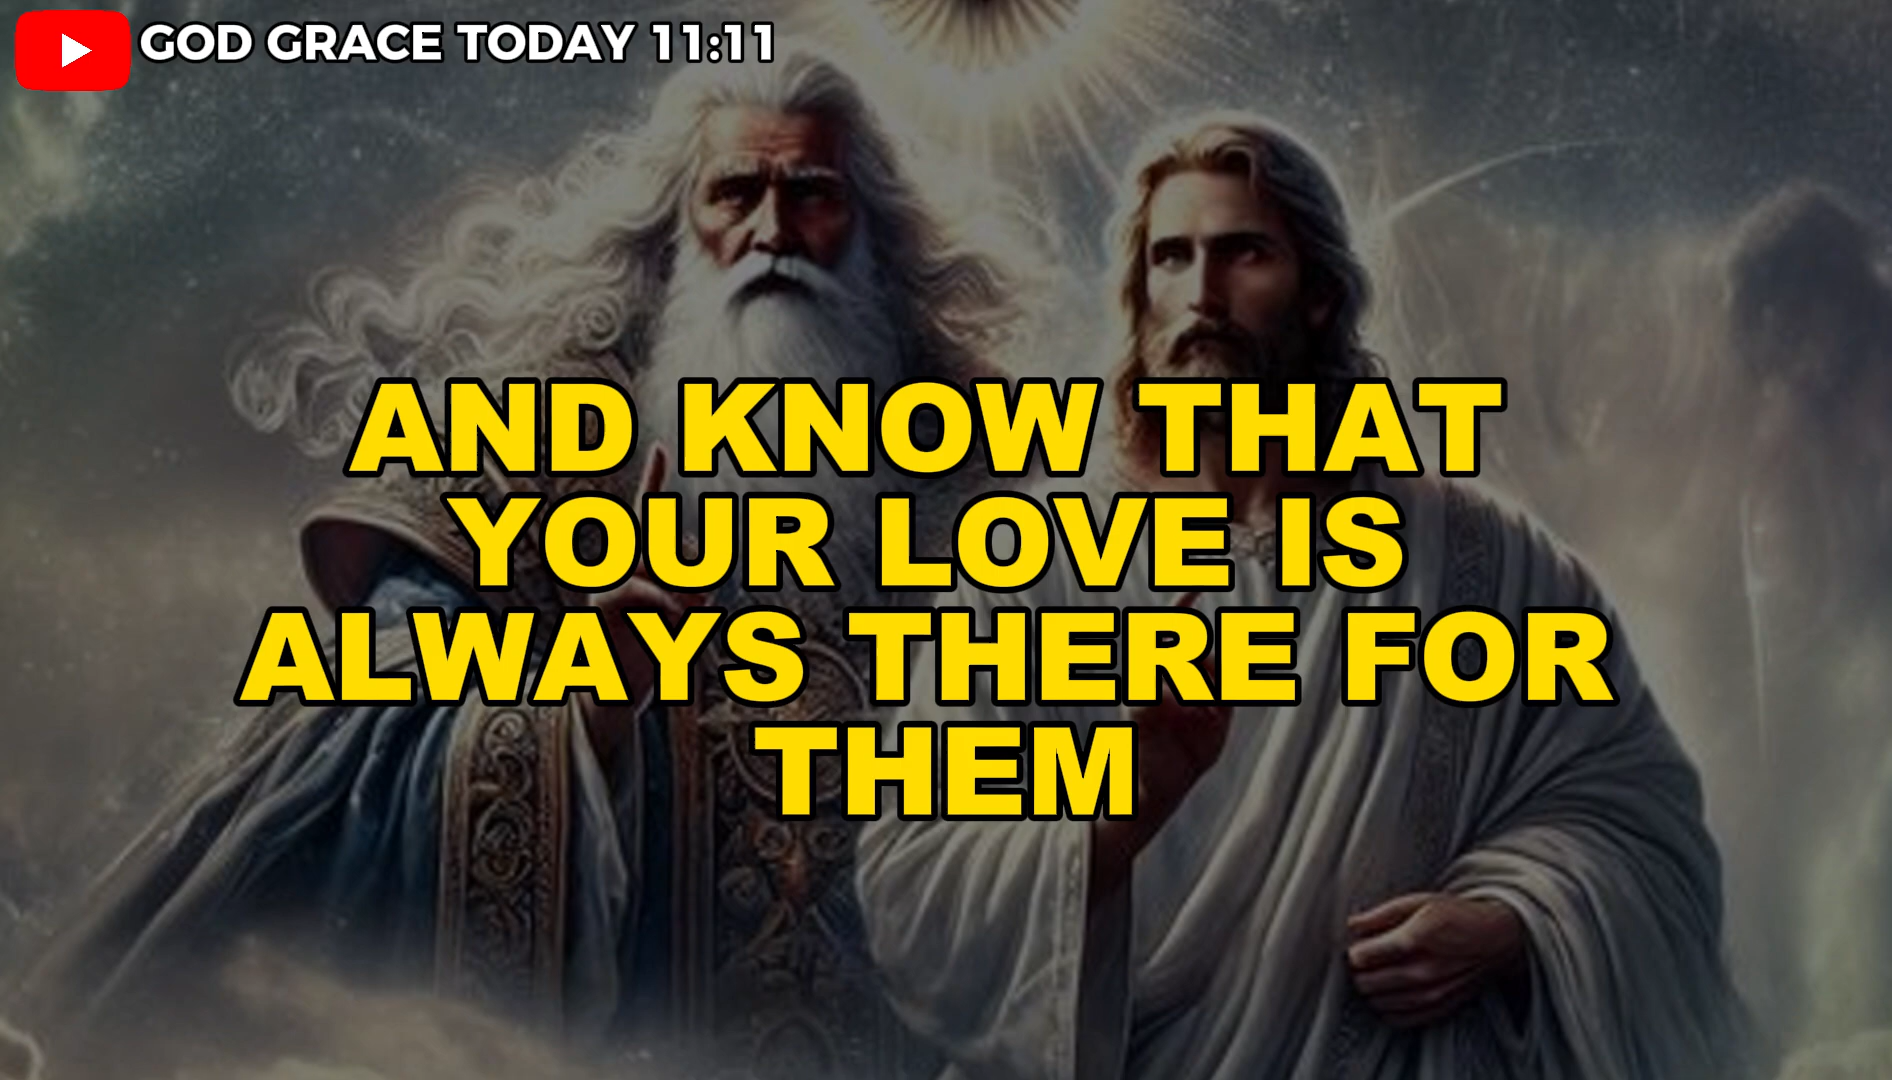 GOD GRACE TODAY 11:11
AND KNOW THAT
YOUR LOVE IS
ALWAYS THERE FOR
THEM